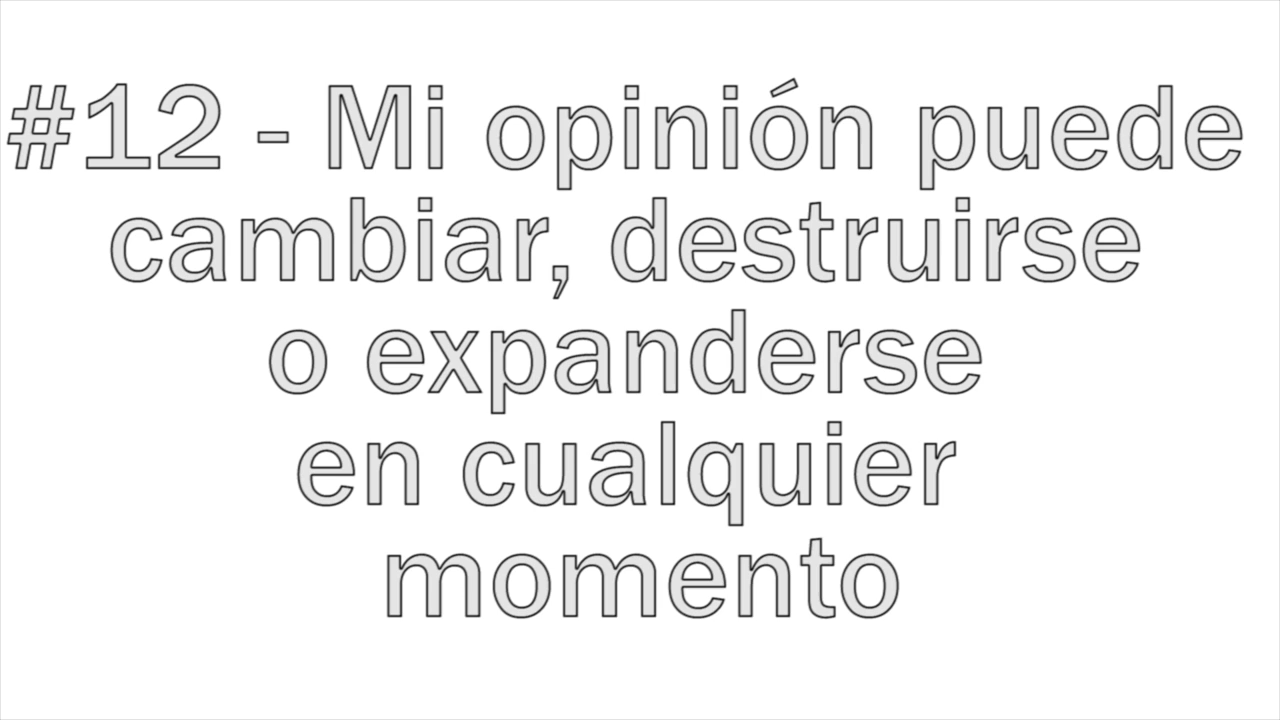 #12 - Mi opinión puede
cambiar, destruirse
o expanderse
en cualquier
momento